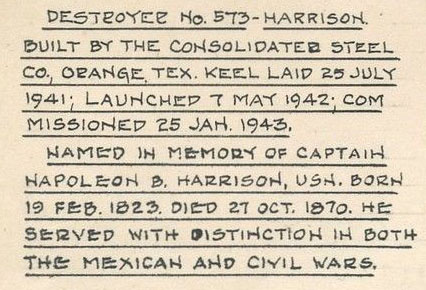 DESTROYER No. 573-HARRISON.
BUILT BY THE CONSOLIDATED STEEL
CO., ORANGE, TEX. KEEL LAID 25 JULY
1941; LAUNCHED 7 MAY 1942; COM
MISSIONED 25 JAN. 1943.
NAMED IN MEMORY OF CAPTAIN
NAPOLEON B. HARRISON, USN. BORN
19 FEB. 1823. DIED 27 OCT. 1870. HE
SERVED WITH DISTINCTION IN BOTH
THE MEXICAN AND CIVIL WARS.